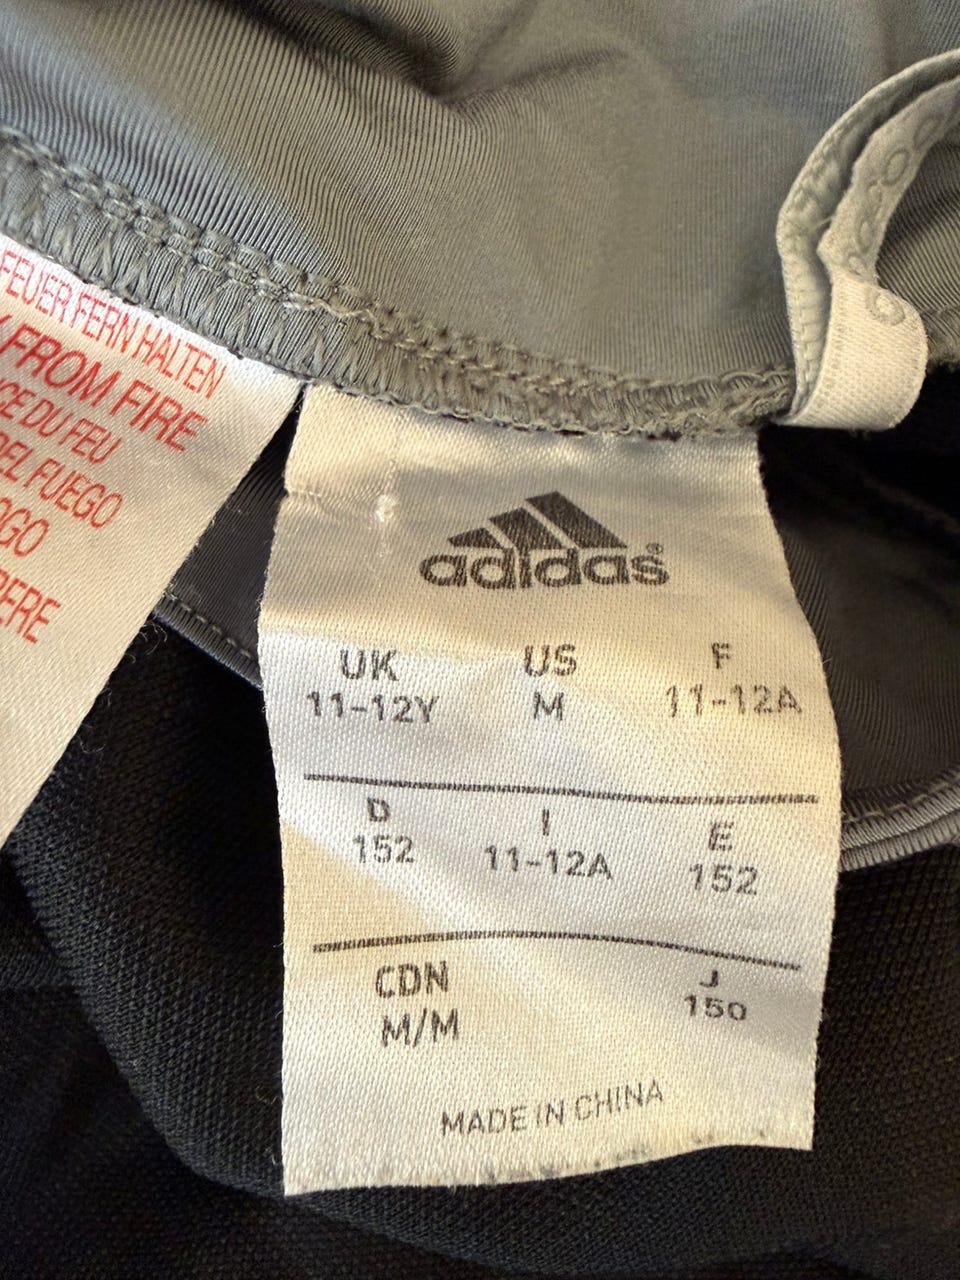 FEUER FERN HALTEN
FROM FIRE
DU FEU
DEL FUEGO
adidas®
UK US F
11-12Y M 11-12A
D I E
152 11-12A 152
CDN J
M/M 150
MADE IN CHINA